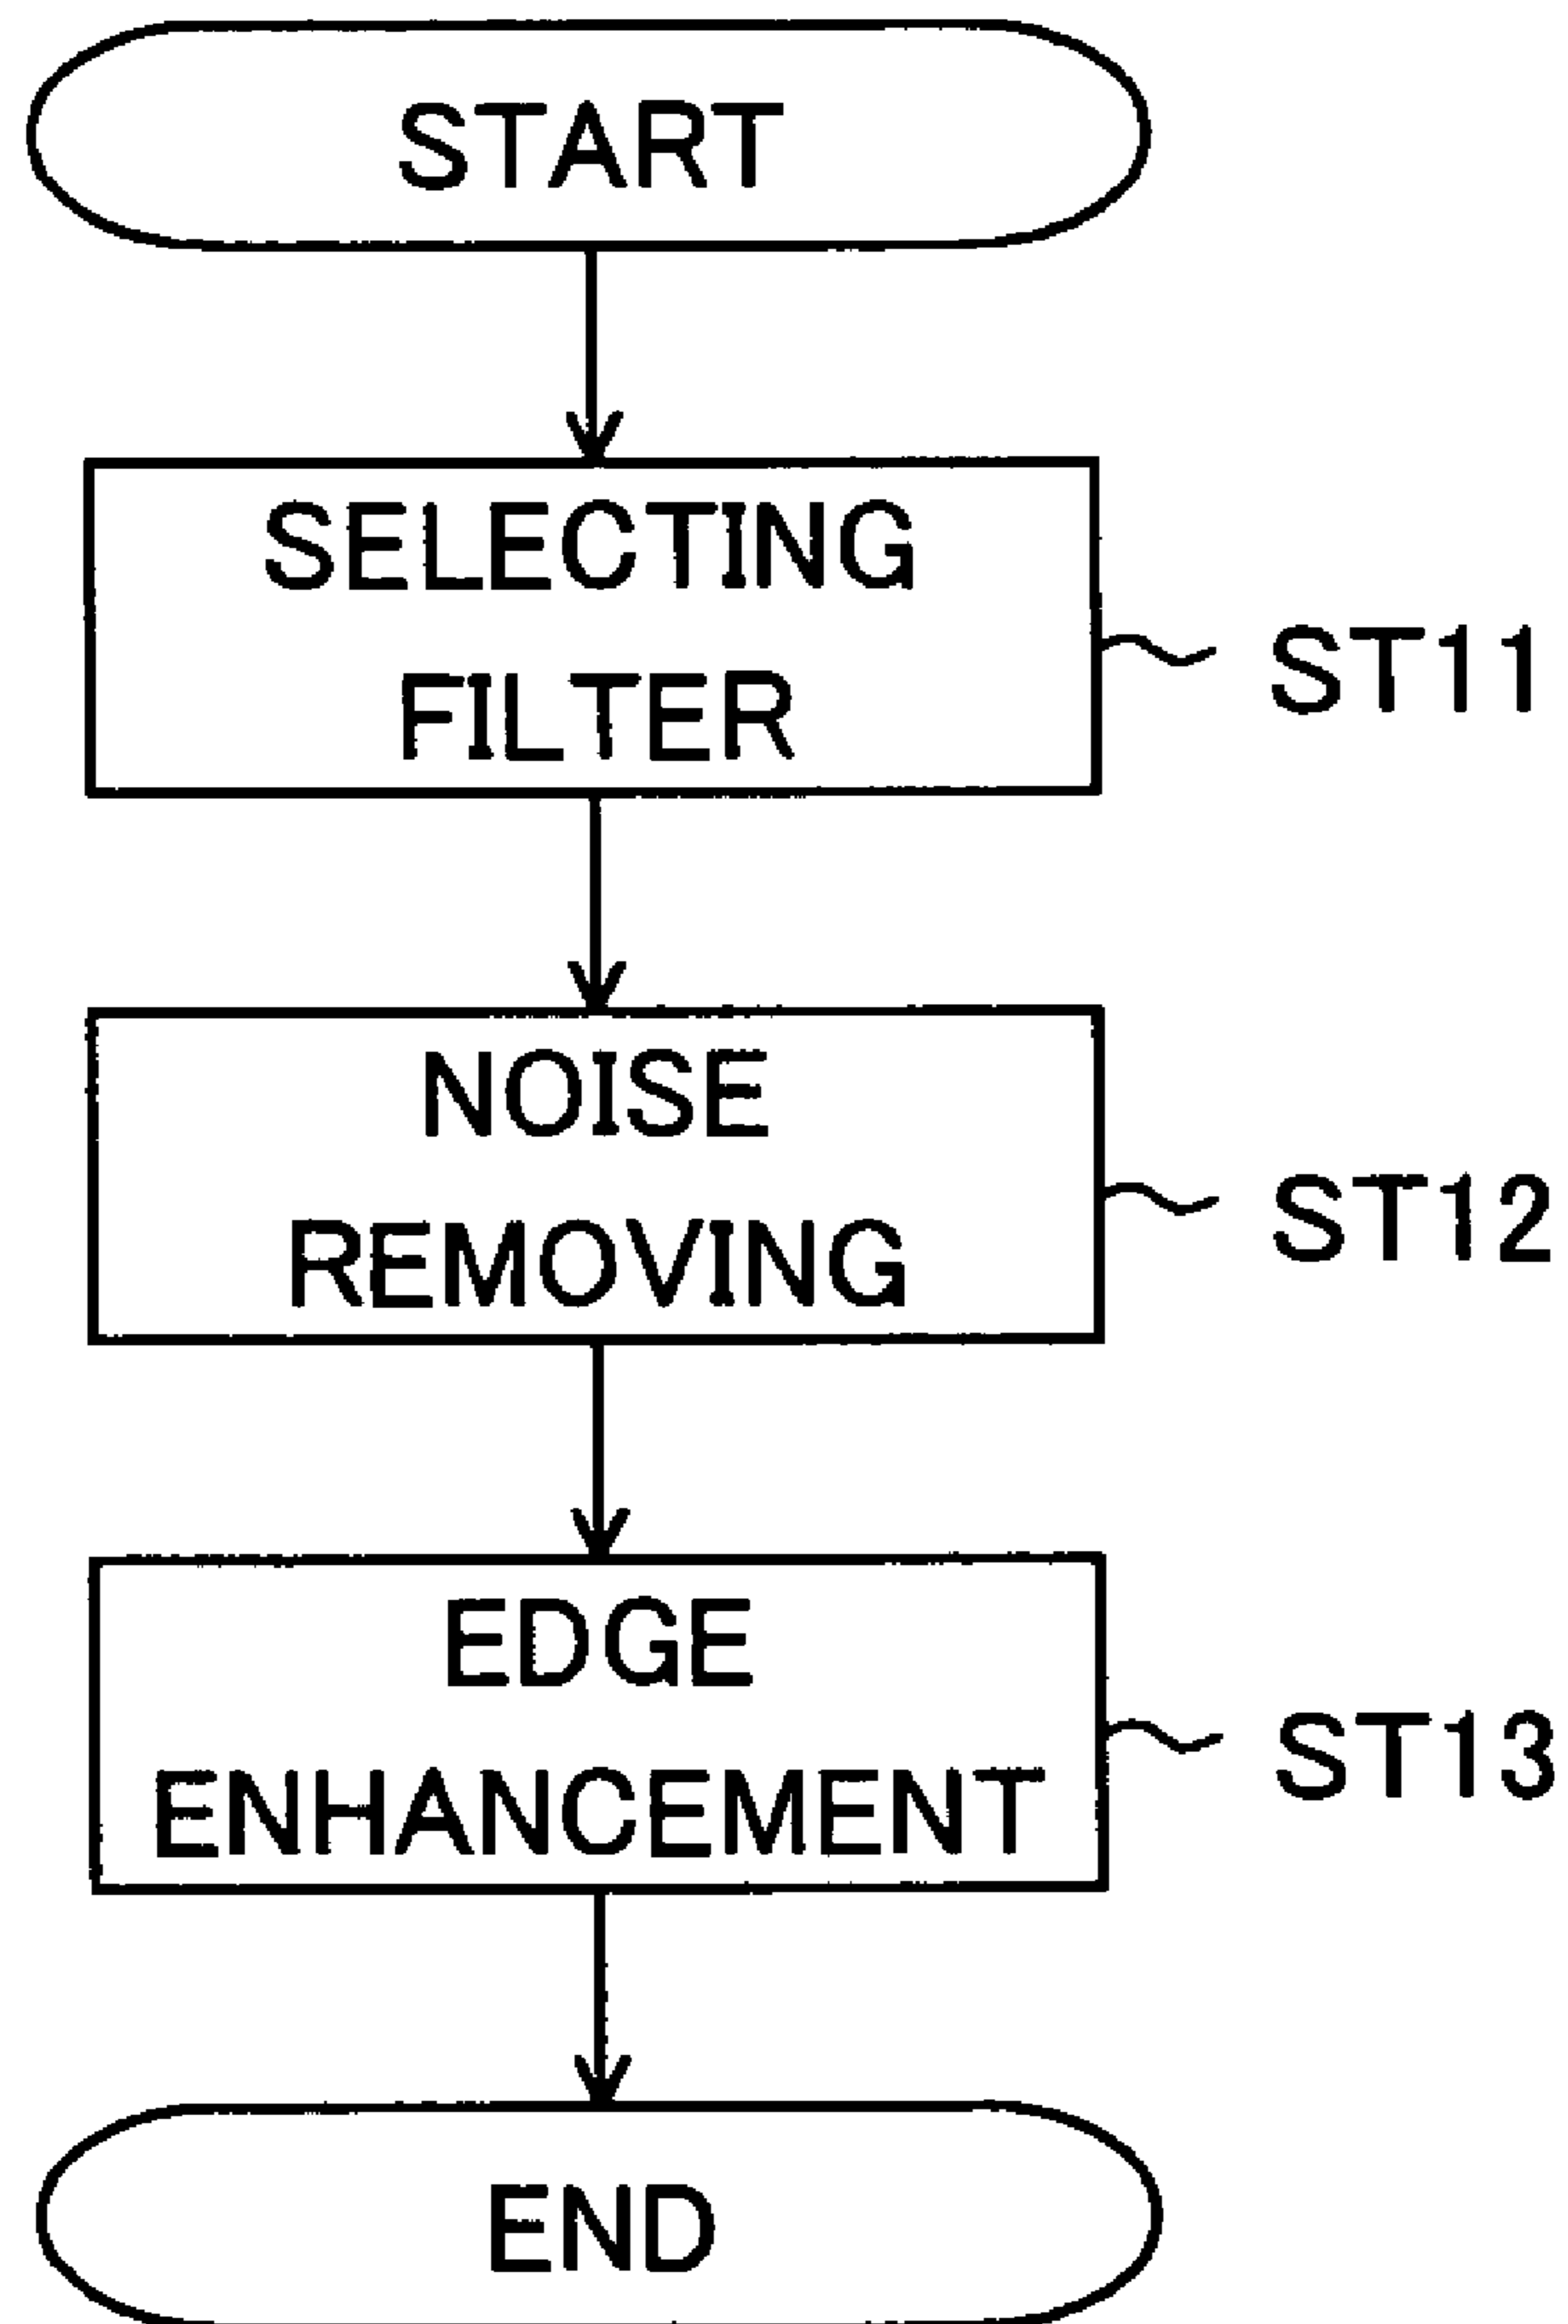 START
SELECTING
FILTER
ST11
NOISE
REMOVING
ST12
EDGE
ENHANCEMENT
ST13
END